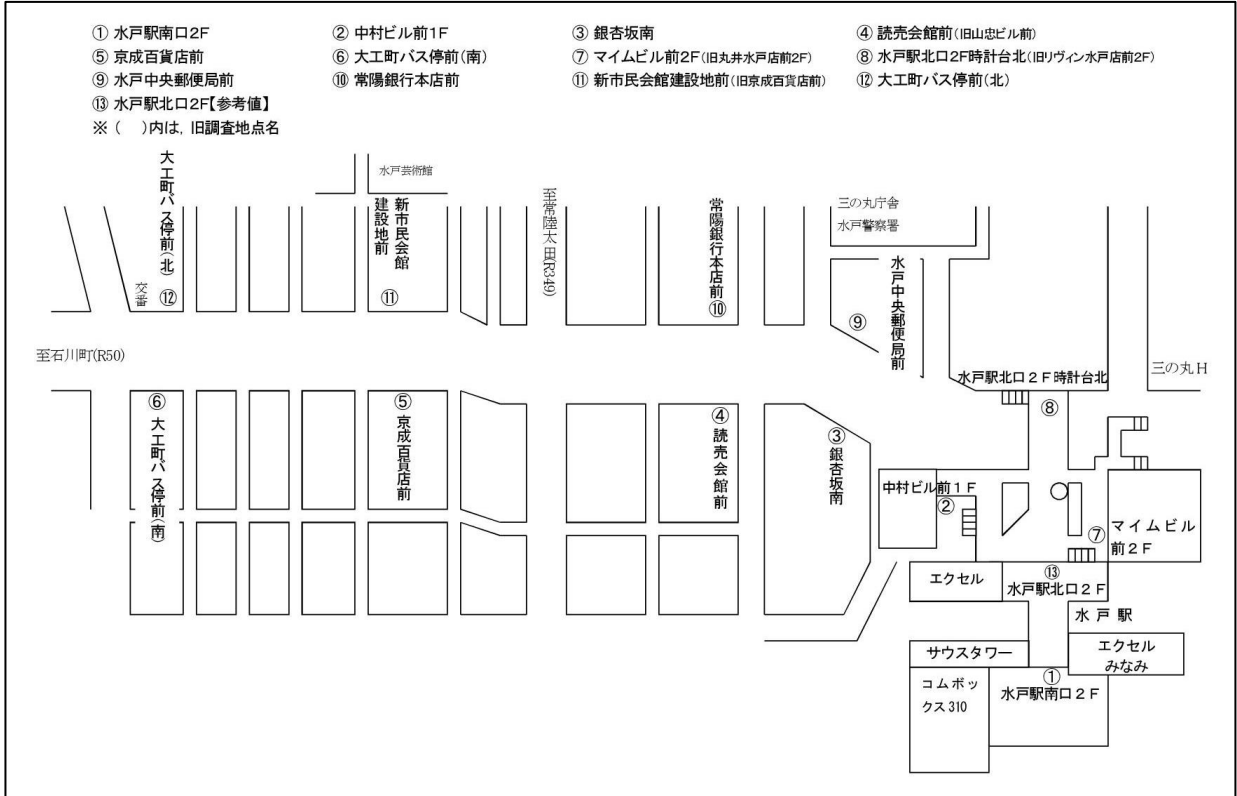 ① 水戸駅南口2F ② 中村ビル前1F ③ 銀杏坂南 ④ 読売会館前(旧山忠ビル前)
⑤ 京成百貨店前 ⑥ 大工町バス停前(南) ⑦ マイムビル前2F(旧丸井水戸店前2F) ⑧ 水戸駅北口2F時計台北(旧リヴィン水戸店前2F)
⑨ 水戸中央郵便局前 ⑩ 常陽銀行本店前 ⑪ 新市民会館建設地前(旧京成百貨店前) ⑫ 大工町バス停前(北)
⑬ 水戸駅北口2F【参考値】
※ ( )内は, 旧調査地点名
大工町バス停前(北)
交番
⑫
水戸芸術館
新市民会館
建設地前
⑪
至常陸太田(R349)
常陽銀行本店前
⑩
三の丸庁舎
水戸警察署
水戸中央郵便局前
⑨
至石川町(R50)
三の丸H
水戸駅北口2F時計台北
⑧
⑥
大工町バス停前(南)
⑤
京成百貨店前
④
読売会館前
③
銀杏坂南
中村ビル前1F
②
⑦
マイムビル
前2F
エクセル
⑬
水戸駅北口2F
水戸駅
サウスタワー
エクセル
みなみ
①
水戸駅南口2F
コムボッ
クス310